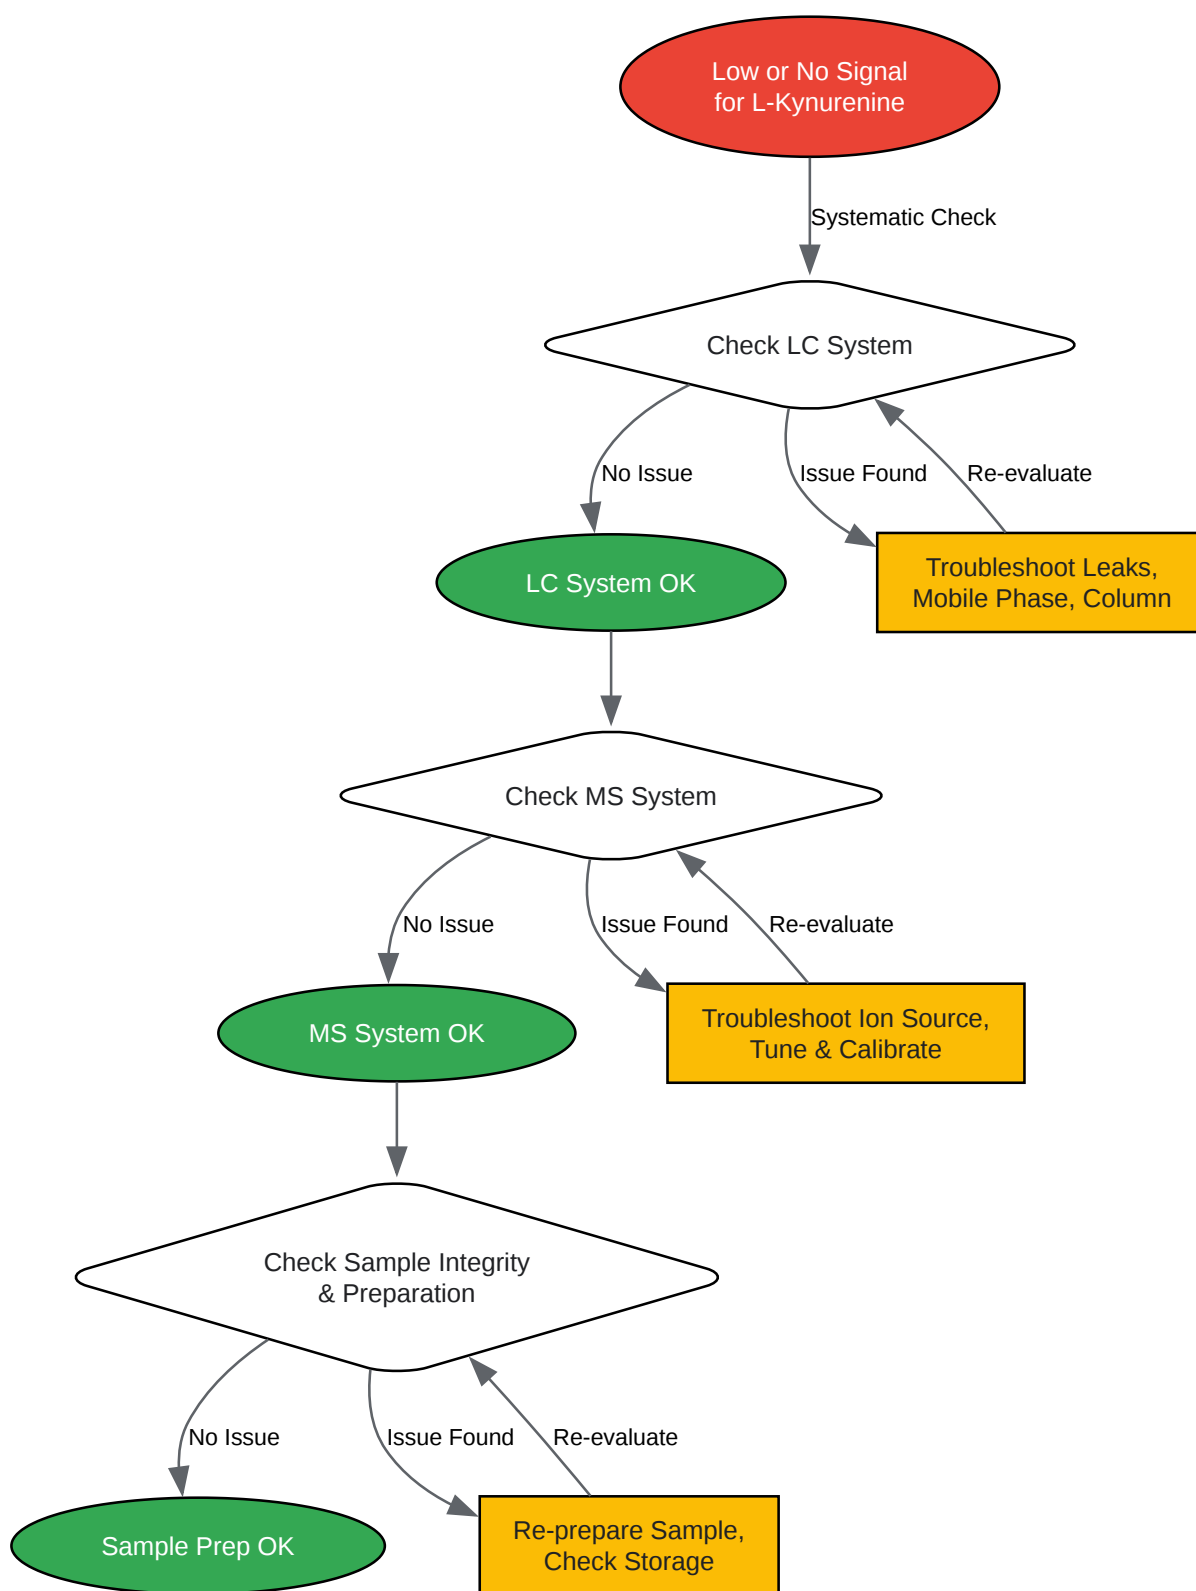 Low or No Signal
for L-Kynurenine
Systematic Check
Check LC System
No Issue
Issue Found
Re-evaluate
LC System OK
Troubleshoot Leaks,
Mobile Phase, Column
Check MS System
No Issue
Issue Found
Re-evaluate
MS System OK
Troubleshoot Ion Source,
Tune & Calibrate
Check Sample Integrity
& Preparation
No Issue
Issue Found
Re-evaluate
Sample Prep OK
Re-prepare Sample,
Check Storage